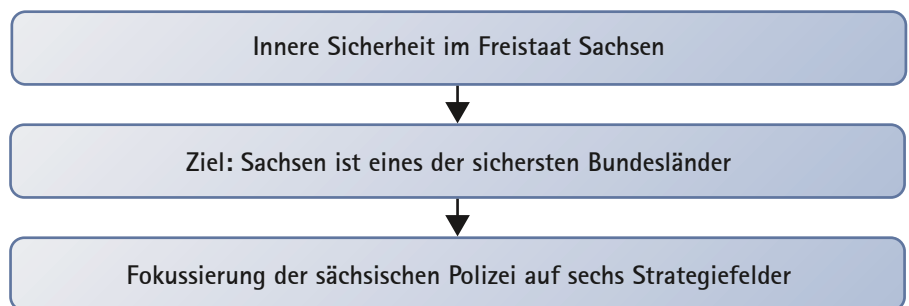 Innere Sicherheit im Freistaat Sachsen
Ziel: Sachsen ist eines der sichersten Bundesländer
Fokussierung der sächsischen Polizei auf sechs Strategiefelder